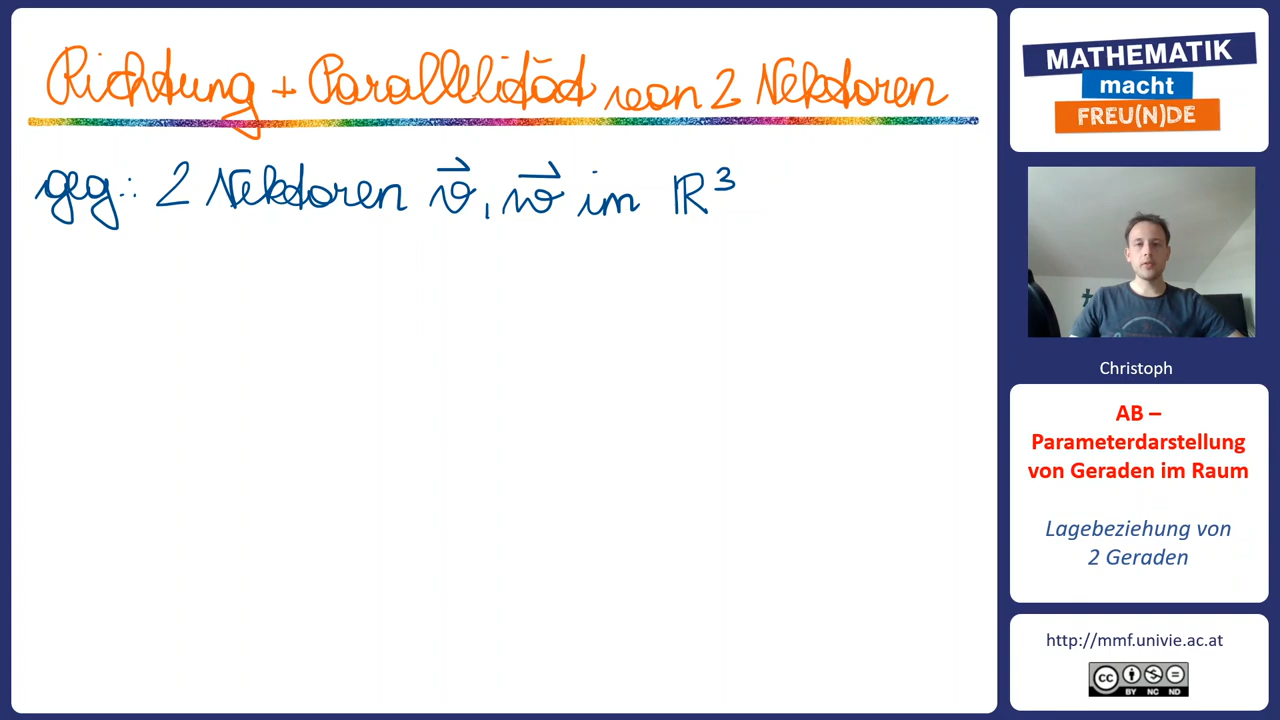 Richtung + Parallelität von 2 Vektoren
geg.: 2 Vektoren v⃗, w⃗ im ℝ³
MATHEMATIK
macht
FREU(N)DE
Christoph
AB –
Parameterdarstellung
von Geraden im Raum
Lagebeziehung von
2 Geraden
http://mmf.univie.ac.at
cc
BY NC ND